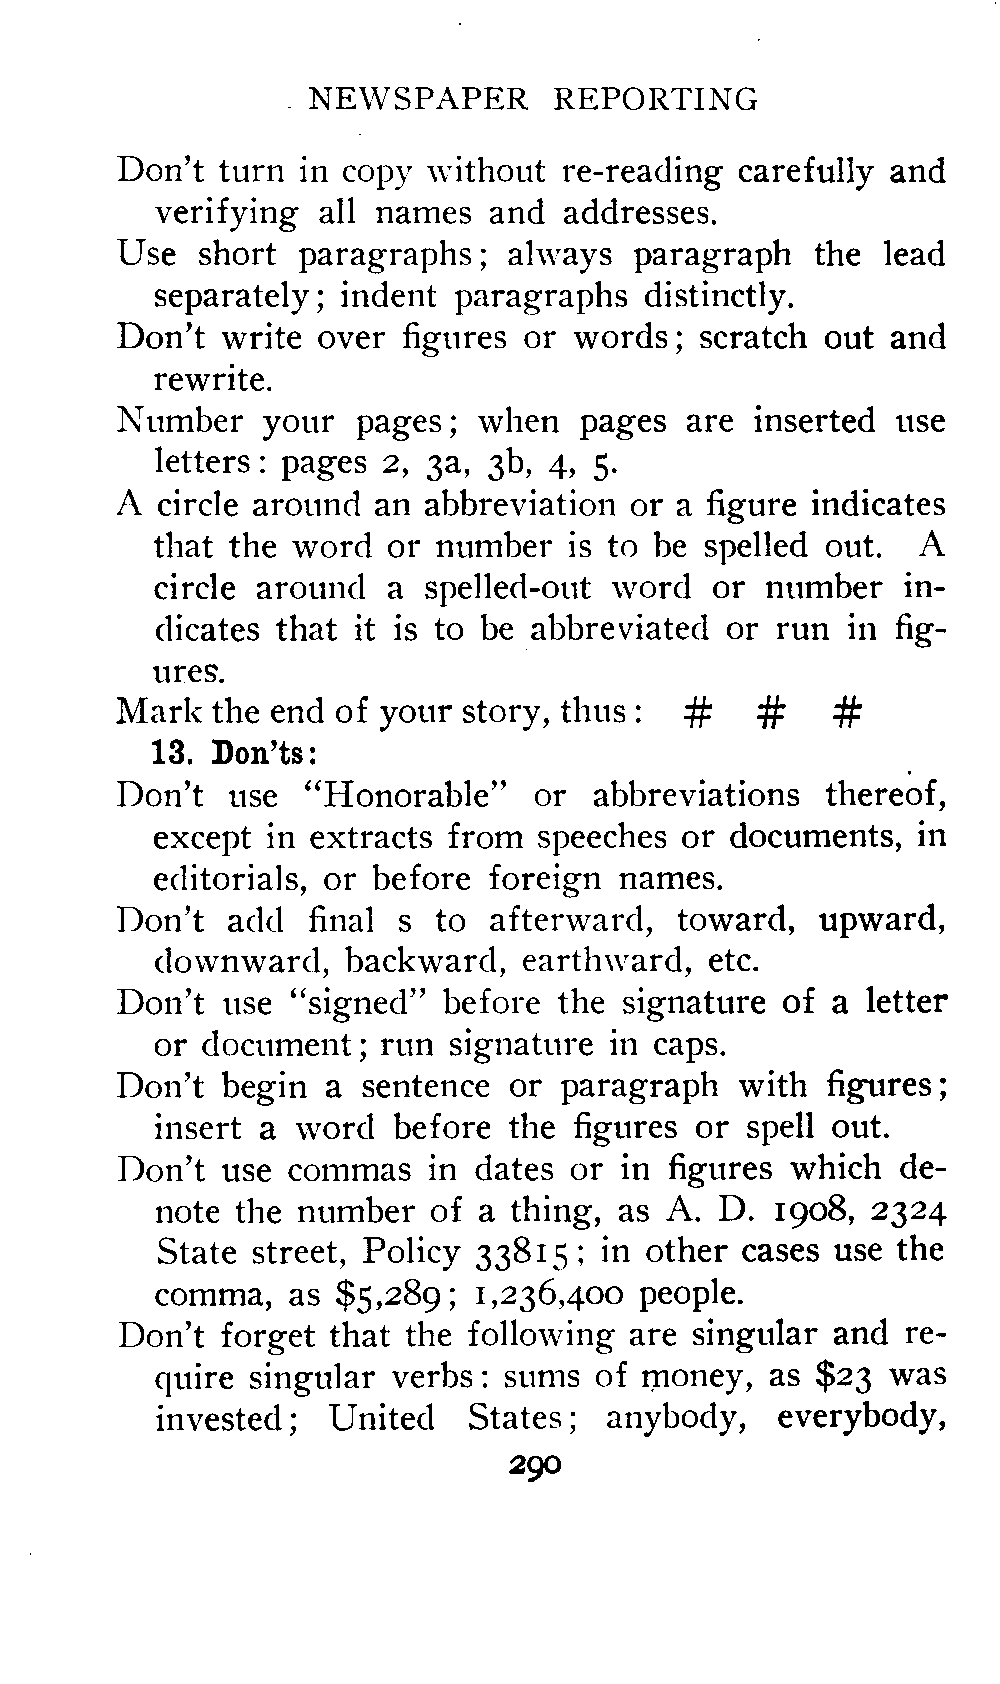 NEWSPAPER REPORTING
Don't turn in copy without re-reading carefully and
verifying all names and addresses.
Use short paragraphs; always paragraph the lead
separately; indent paragraphs distinctly.
Don't write over figures or words; scratch out and
rewrite.
Number your pages; when pages are inserted use
letters: pages 2, 3a, 3b, 4, 5.
A circle around an abbreviation or a figure indicates
that the word or number is to be spelled out. A
circle around a spelled-out word or number in-
dicates that it is to be abbreviated or run in fig-
ures.
Mark the end of your story, thus: # # #
13. Don'ts:
Don't use "Honorable" or abbreviations thereof,
except in extracts from speeches or documents, in
editorials, or before foreign names.
Don't add final s to afterward, toward, upward,
downward, backward, earthward, etc.
Don't use "signed" before the signature of a letter
or document; run signature in caps.
Don't begin a sentence or paragraph with figures;
insert a word before the figures or spell out.
Don't use commas in dates or in figures which de-
note the number of a thing, as A. D. 1908, 2324
State street, Policy 33815; in other cases use the
comma, as $5,289; 1,236,400 people.
Don't forget that the following are singular and re-
quire singular verbs: sums of money, as $23 was
invested; United States; anybody, everybody,
290